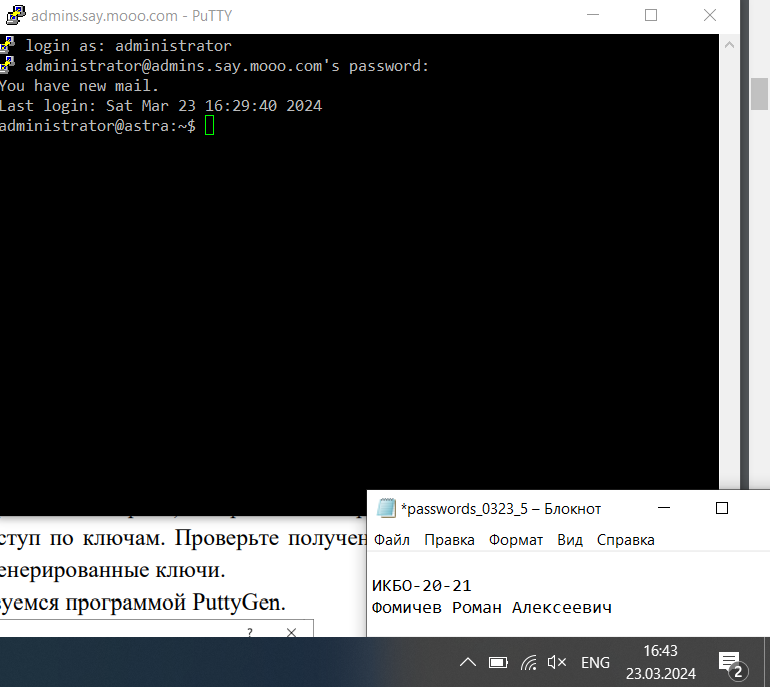 admins.say.mooo.com - PuTTY
login as: administrator
administrator@admins.say.mooo.com's password:
You have new mail.
Last login: Sat Mar 23 16:29:40 2024
administrator@astra:~$
ступ по ключам. Проверьте получен
енерированные ключи.
зуемся программой PuttyGen.
?
*passwords_0323_5 – Блокнот
Файл Правка Формат Вид Справка
ИКБО-20-21
Фомичев Роман Алексеевич
ENG
16:43
23.03.2024
2